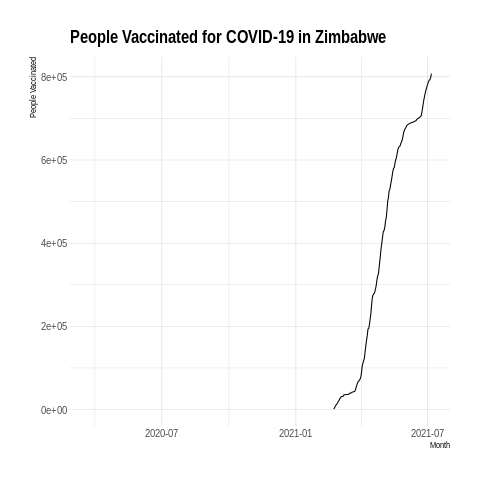 People Vaccinated for COVID-19 in Zimbabwe
People Vaccinated
8e+05
6e+05
4e+05
2e+05
0e+00
2020-07 2021-01 2021-07
Month